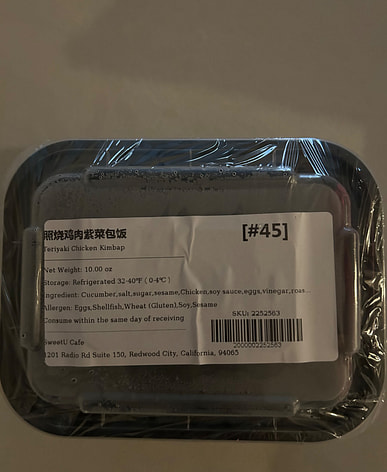 [#45]
照烧鸡肉紫菜包饭
Teriyaki Chicken Kimbap
Net Weight: 10.00 oz
Storage: Refrigerated 32-40°F ( 0-4°C )
Ingredient: Cucumber,salt,sugar,sesame,Chicken,soy sauce,eggs,vinegar,roas...
Allergen: Eggs,Shellfish,Wheat (Gluten),Soy,Sesame
Consume within the same day of receiving
SKU: 2252563
2000002252563
SweetU Cafe
1201 Radio Rd Suite 150, Redwood City, California, 94065